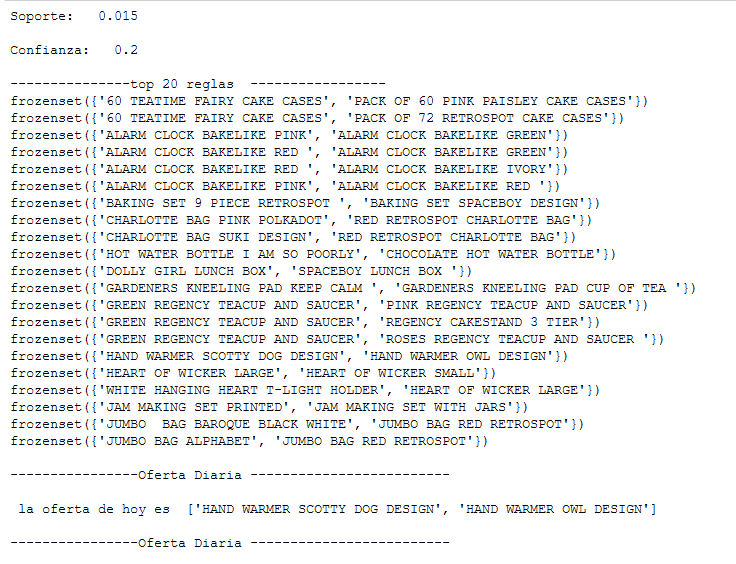 Soporte:   0.015
Confianza:   0.2
---------------top 20 reglas  -----------------
frozenset({'60 TEATIME FAIRY CAKE CASES', 'PACK OF 60 PINK PAISLEY CAKE CASES'})
frozenset({'60 TEATIME FAIRY CAKE CASES', 'PACK OF 72 RETROSPOT CAKE CASES'})
frozenset({'ALARM CLOCK BAKELIKE PINK', 'ALARM CLOCK BAKELIKE GREEN'})
frozenset({'ALARM CLOCK BAKELIKE RED ', 'ALARM CLOCK BAKELIKE GREEN'})
frozenset({'ALARM CLOCK BAKELIKE RED ', 'ALARM CLOCK BAKELIKE IVORY'})
frozenset({'ALARM CLOCK BAKELIKE PINK', 'ALARM CLOCK BAKELIKE RED '})
frozenset({'BAKING SET 9 PIECE RETROSPOT ', 'BAKING SET SPACEBOY DESIGN'})
frozenset({'CHARLOTTE BAG PINK POLKADOT', 'RED RETROSPOT CHARLOTTE BAG'})
frozenset({'CHARLOTTE BAG SUKI DESIGN', 'RED RETROSPOT CHARLOTTE BAG'})
frozenset({'HOT WATER BOTTLE I AM SO POORLY', 'CHOCOLATE HOT WATER BOTTLE'})
frozenset({'DOLLY GIRL LUNCH BOX', 'SPACEBOY LUNCH BOX '})
frozenset({'GARDENERS KNEELING PAD KEEP CALM ', 'GARDENERS KNEELING PAD CUP OF TEA '})
frozenset({'GREEN REGENCY TEACUP AND SAUCER', 'PINK REGENCY TEACUP AND SAUCER'})
frozenset({'GREEN REGENCY TEACUP AND SAUCER', 'REGENCY CAKESTAND 3 TIER'})
frozenset({'GREEN REGENCY TEACUP AND SAUCER', 'ROSES REGENCY TEACUP AND SAUCER '})
frozenset({'HAND WARMER SCOTTY DOG DESIGN', 'HAND WARMER OWL DESIGN'})
frozenset({'HEART OF WICKER LARGE', 'HEART OF WICKER SMALL'})
frozenset({'WHITE HANGING HEART T-LIGHT HOLDER', 'HEART OF WICKER LARGE'})
frozenset({'JAM MAKING SET PRINTED', 'JAM MAKING SET WITH JARS'})
frozenset({'JUMBO  BAG BAROQUE BLACK WHITE', 'JUMBO BAG RED RETROSPOT'})
frozenset({'JUMBO BAG ALPHABET', 'JUMBO BAG RED RETROSPOT'})
----------------Oferta Diaria -------------------------
la oferta de hoy es  ['HAND WARMER SCOTTY DOG DESIGN', 'HAND WARMER OWL DESIGN']
----------------Oferta Diaria -------------------------